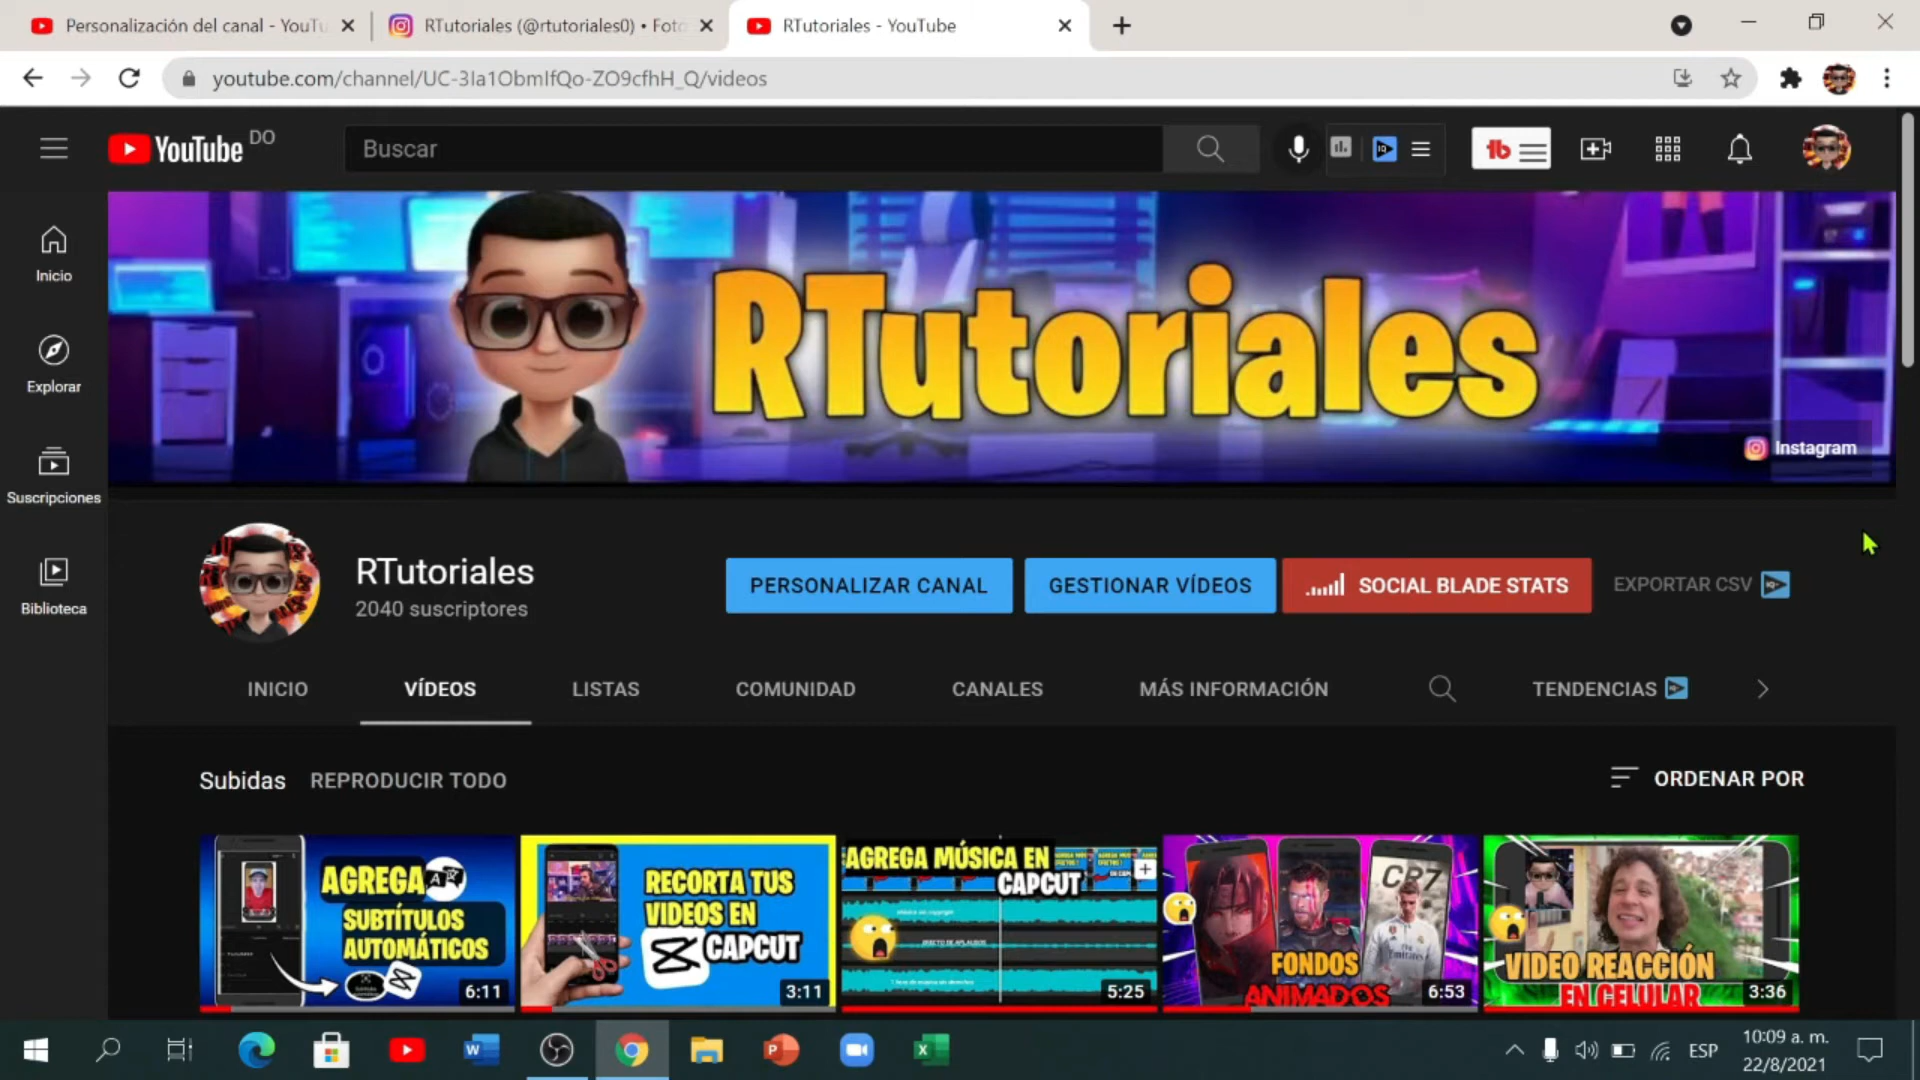 Personalización del canal - YouTu
RTutoriales (@rtutoriales0) • Foto
RTutoriales - YouTube
youtube.com/channel/UC-3Ia1ObmIfQo-ZO9cfhH_Q/videos
YouTube DO
Buscar
Inicio
Explorar
Suscripciones
Biblioteca
RTutoriales
Instagram
RTutoriales
2040 suscriptores
PERSONALIZAR CANAL
GESTIONAR VÍDEOS
SOCIAL BLADE STATS
EXPORTAR CSV
INICIO
VÍDEOS
LISTAS
COMUNIDAD
CANALES
MÁS INFORMACIÓN
TENDENCIAS
Subidas
REPRODUCIR TODO
ORDENAR POR
AGREGA
SUBTÍTULOS
AUTOMÁTICOS
6:11
RECORTA TUS
VIDEOS EN
CAPCUT
3:11
AGREGA MÚSICA EN
CAPCUT
EFECTO DE APLAUSOS
5:25
CR7
FONDOS
ANIMADOS
6:53
VIDEO REACCIÓN
EN CELULAR
3:36
ESP
10:09 a. m.
22/8/2021